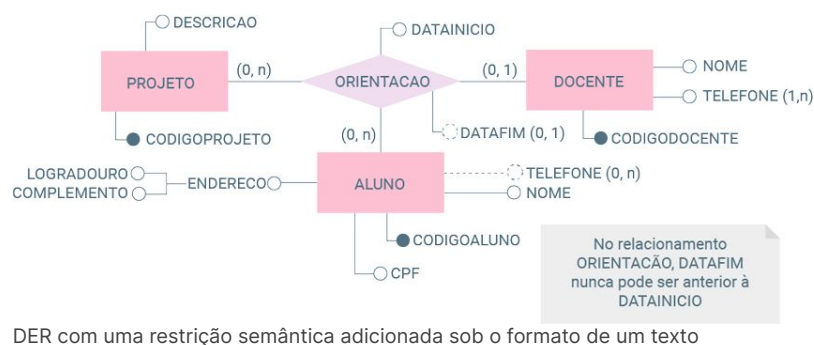 DESCRICAO
DATAINICIO
PROJETO
(0, n)
ORIENTACAO
(0, 1)
DOCENTE
NOME
TELEFONE (1,n)
CODIGOPROJETO
(0, n)
DATAFIM (0, 1)
CODIGODOCENTE
LOGRADOURO
COMPLEMENTO
ENDERECO
ALUNO
TELEFONE (0, n)
NOME
CODIGOALUNO
CPF
No relacionamento
ORIENTACÃO, DATAFIM
nunca pode ser anterior à
DATAINICIO
DER com uma restrição semântica adicionada sob o formato de um texto